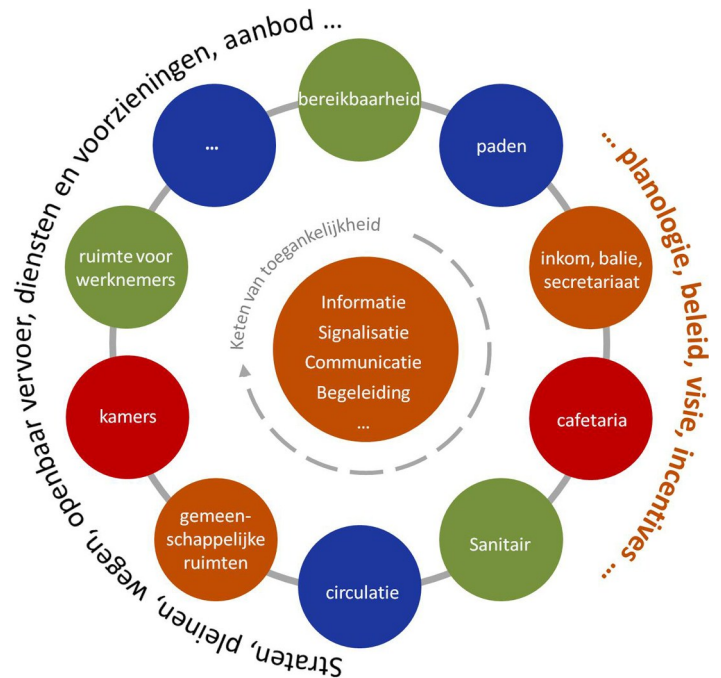 Straten, pleinen, wegen, openbaar vervoer, diensten en voorzieningen, aanbod ...
... planologie, beleid, visie, incentives ...
bereikbaarheid
paden
inkom, balie,
secretariaat
cafetaria
Sanitair
circulatie
gemeen-
schappelijke
ruimten
kamers
ruimte voor
werknemers
...
Keten van toegankelijkheid
Informatie
Signalisatie
Communicatie
Begeleiding
...